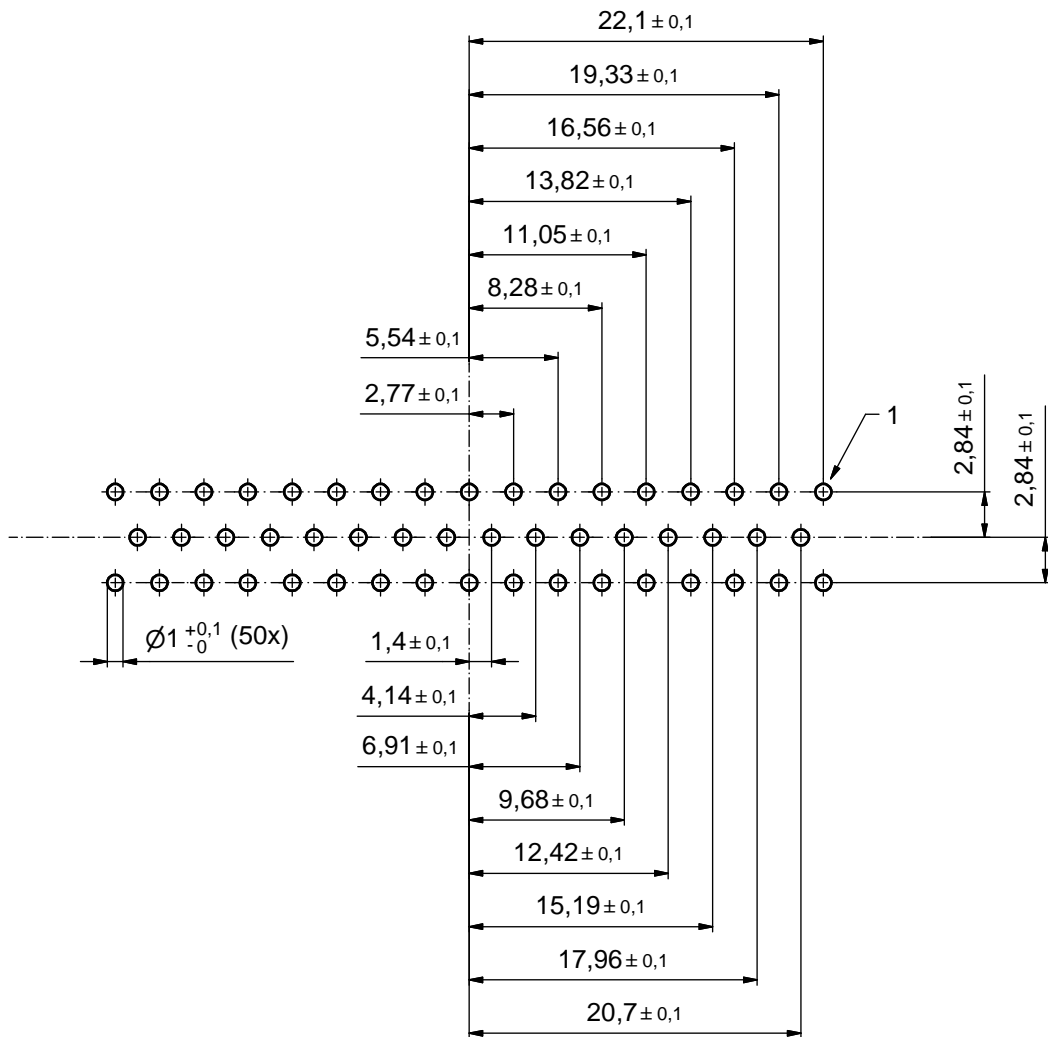 22,1 ± 0,1
19,33 ± 0,1
16,56 ± 0,1
13,82 ± 0,1
11,05 ± 0,1
8,28 ± 0,1
5,54 ± 0,1
2,77 ± 0,1
1
2,84 ± 0,1
2,84 ± 0,1
Ø1 +0,1 -0 (50x)
1,4 ± 0,1
4,14 ± 0,1
6,91 ± 0,1
9,68 ± 0,1
12,42 ± 0,1
15,19 ± 0,1
17,96 ± 0,1
20,7 ± 0,1